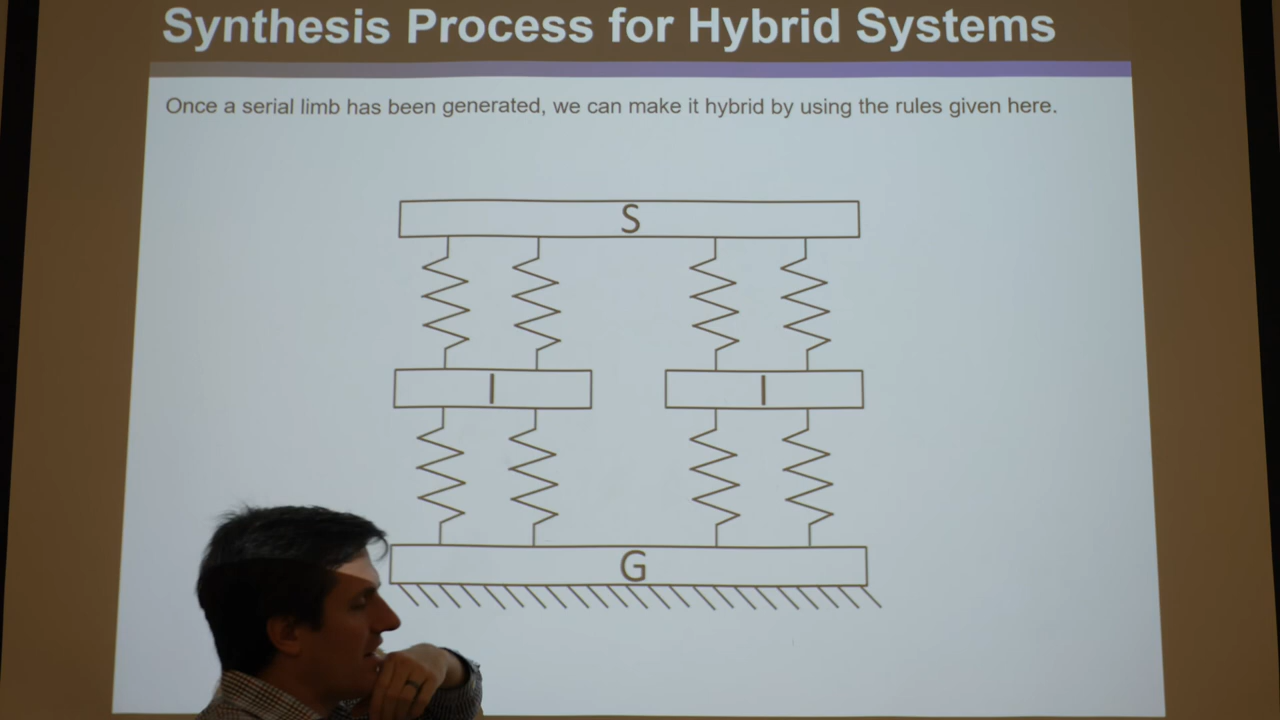 Synthesis Process for Hybrid Systems
Once a serial limb has been generated, we can make it hybrid by using the rules given here.
S
I I
G